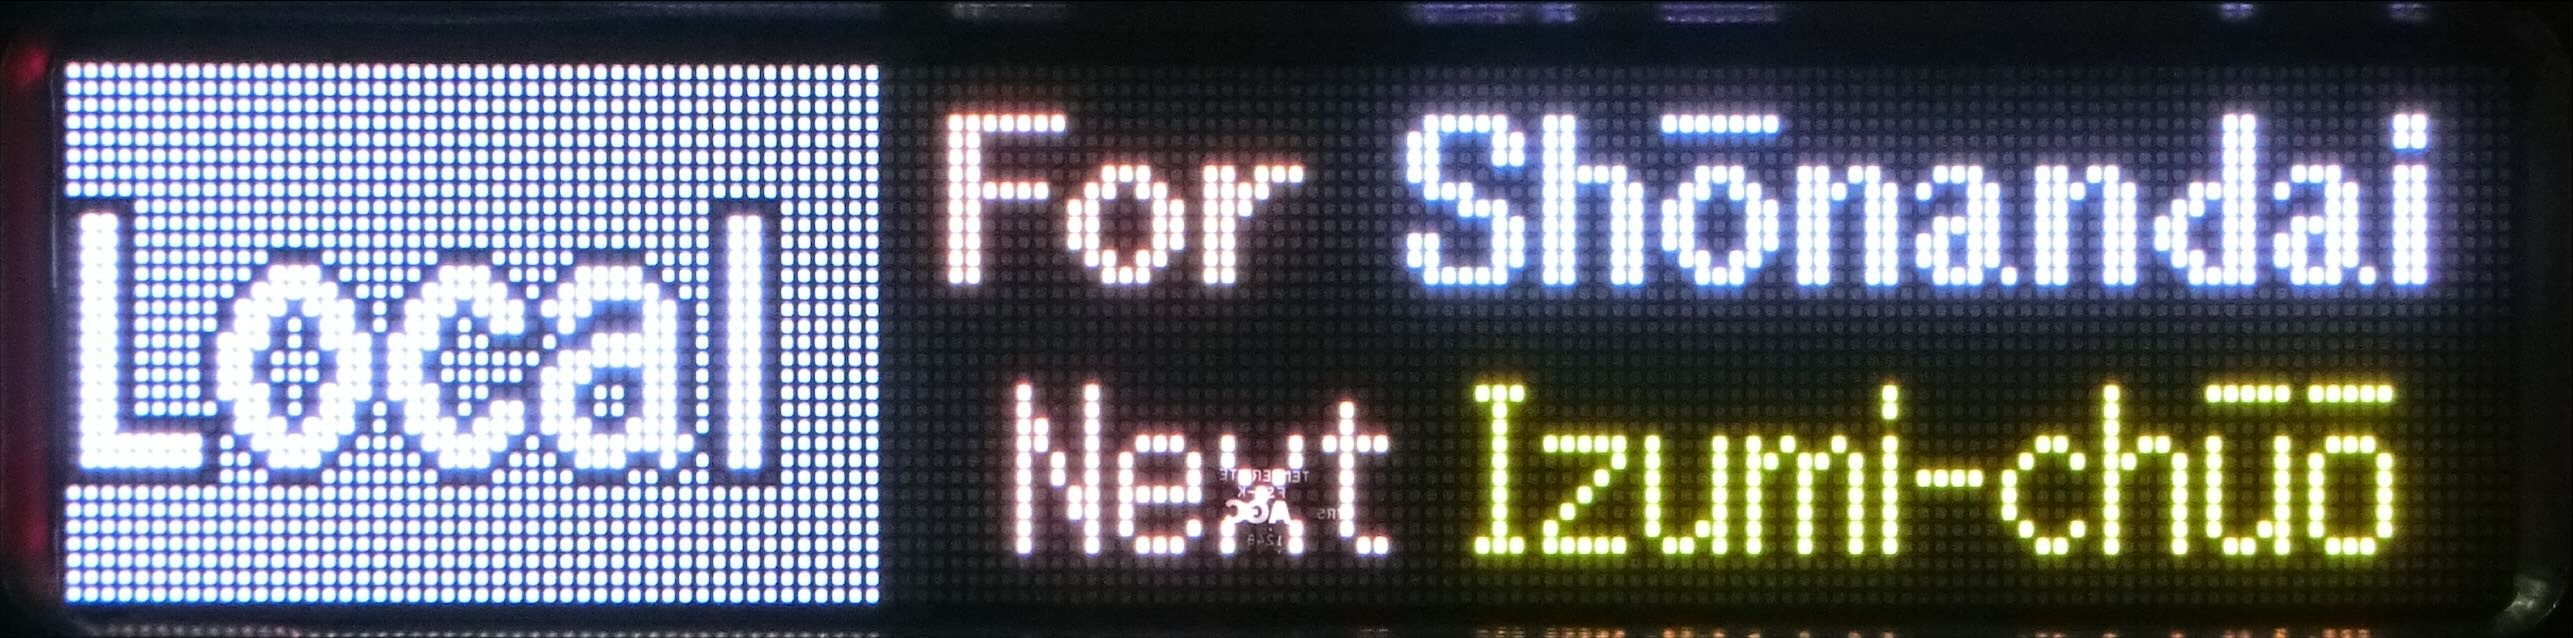 Local
For Shōnandai
Next Izumi-chūō